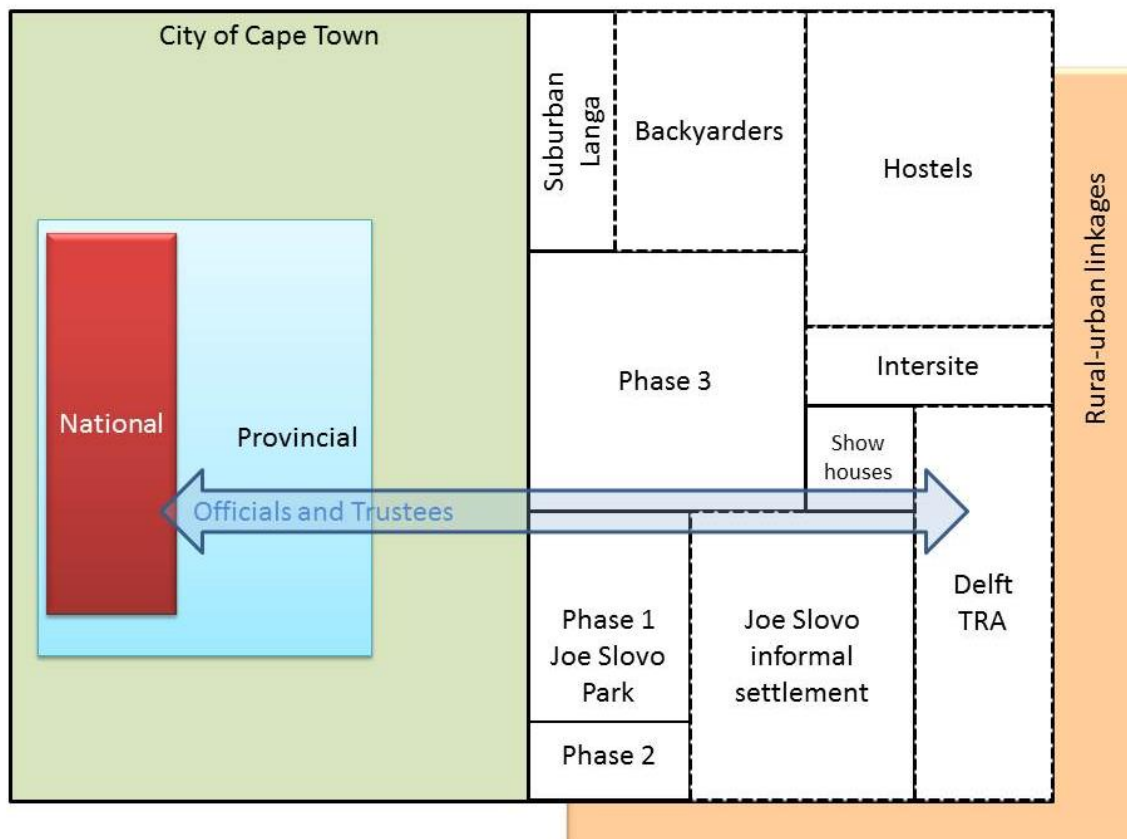 City of Cape Town
Suburban
Langa
Backyarders
Hostels
Rural-urban linkages
Phase 3
Intersite
National
Provincial
Show
houses
Officials and Trustees
Phase 1
Joe Slovo
Park
Joe Slovo
informal
settlement
Delft
TRA
Phase 2